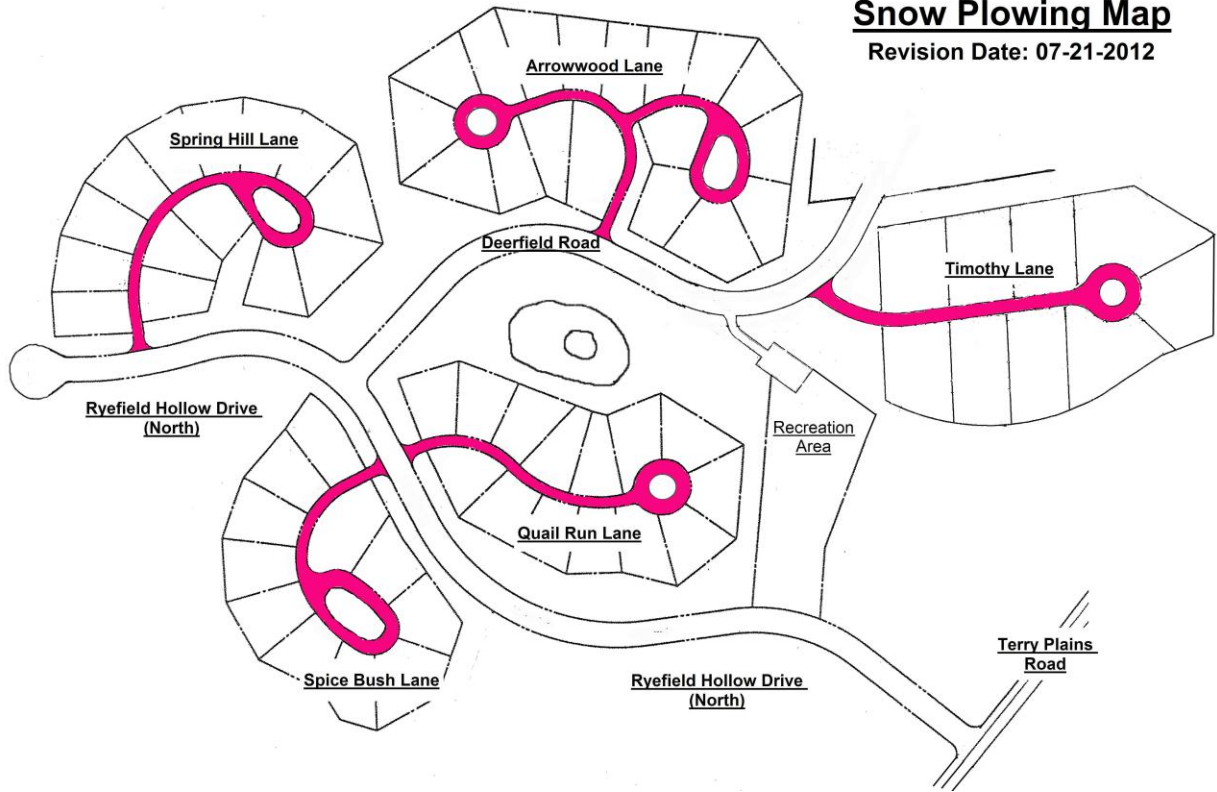 Snow Plowing Map
Revision Date: 07-21-2012
Arrowwood Lane
Spring Hill Lane
Deerfield Road
Timothy Lane
Ryefield Hollow Drive
(North)
Recreation
Area
Quail Run Lane
Terry Plains
Road
Spice Bush Lane
Ryefield Hollow Drive
(North)